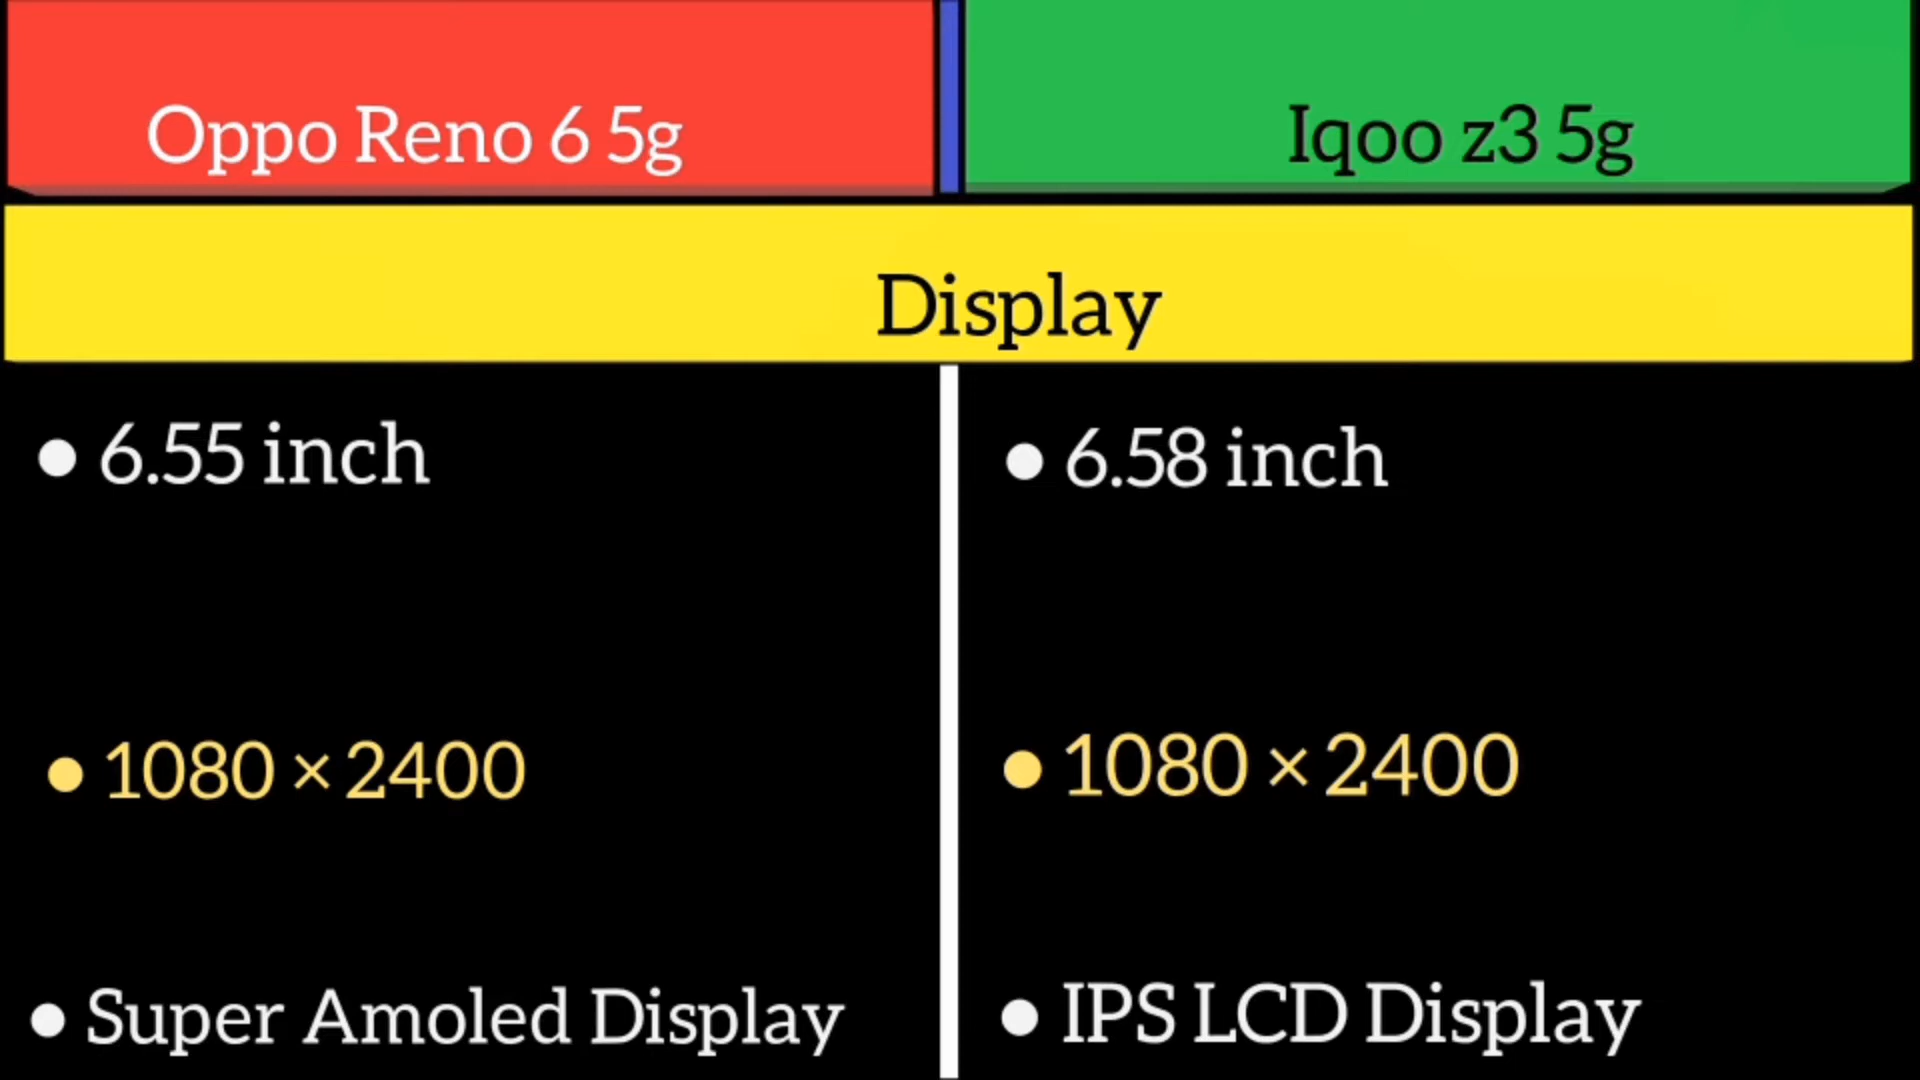 Oppo Reno 6 5g
Iqoo z3 5g
Display
● 6.55 inch
● 6.58 inch
● 1080 × 2400
● 1080 × 2400
● Super Amoled Display
● IPS LCD Display